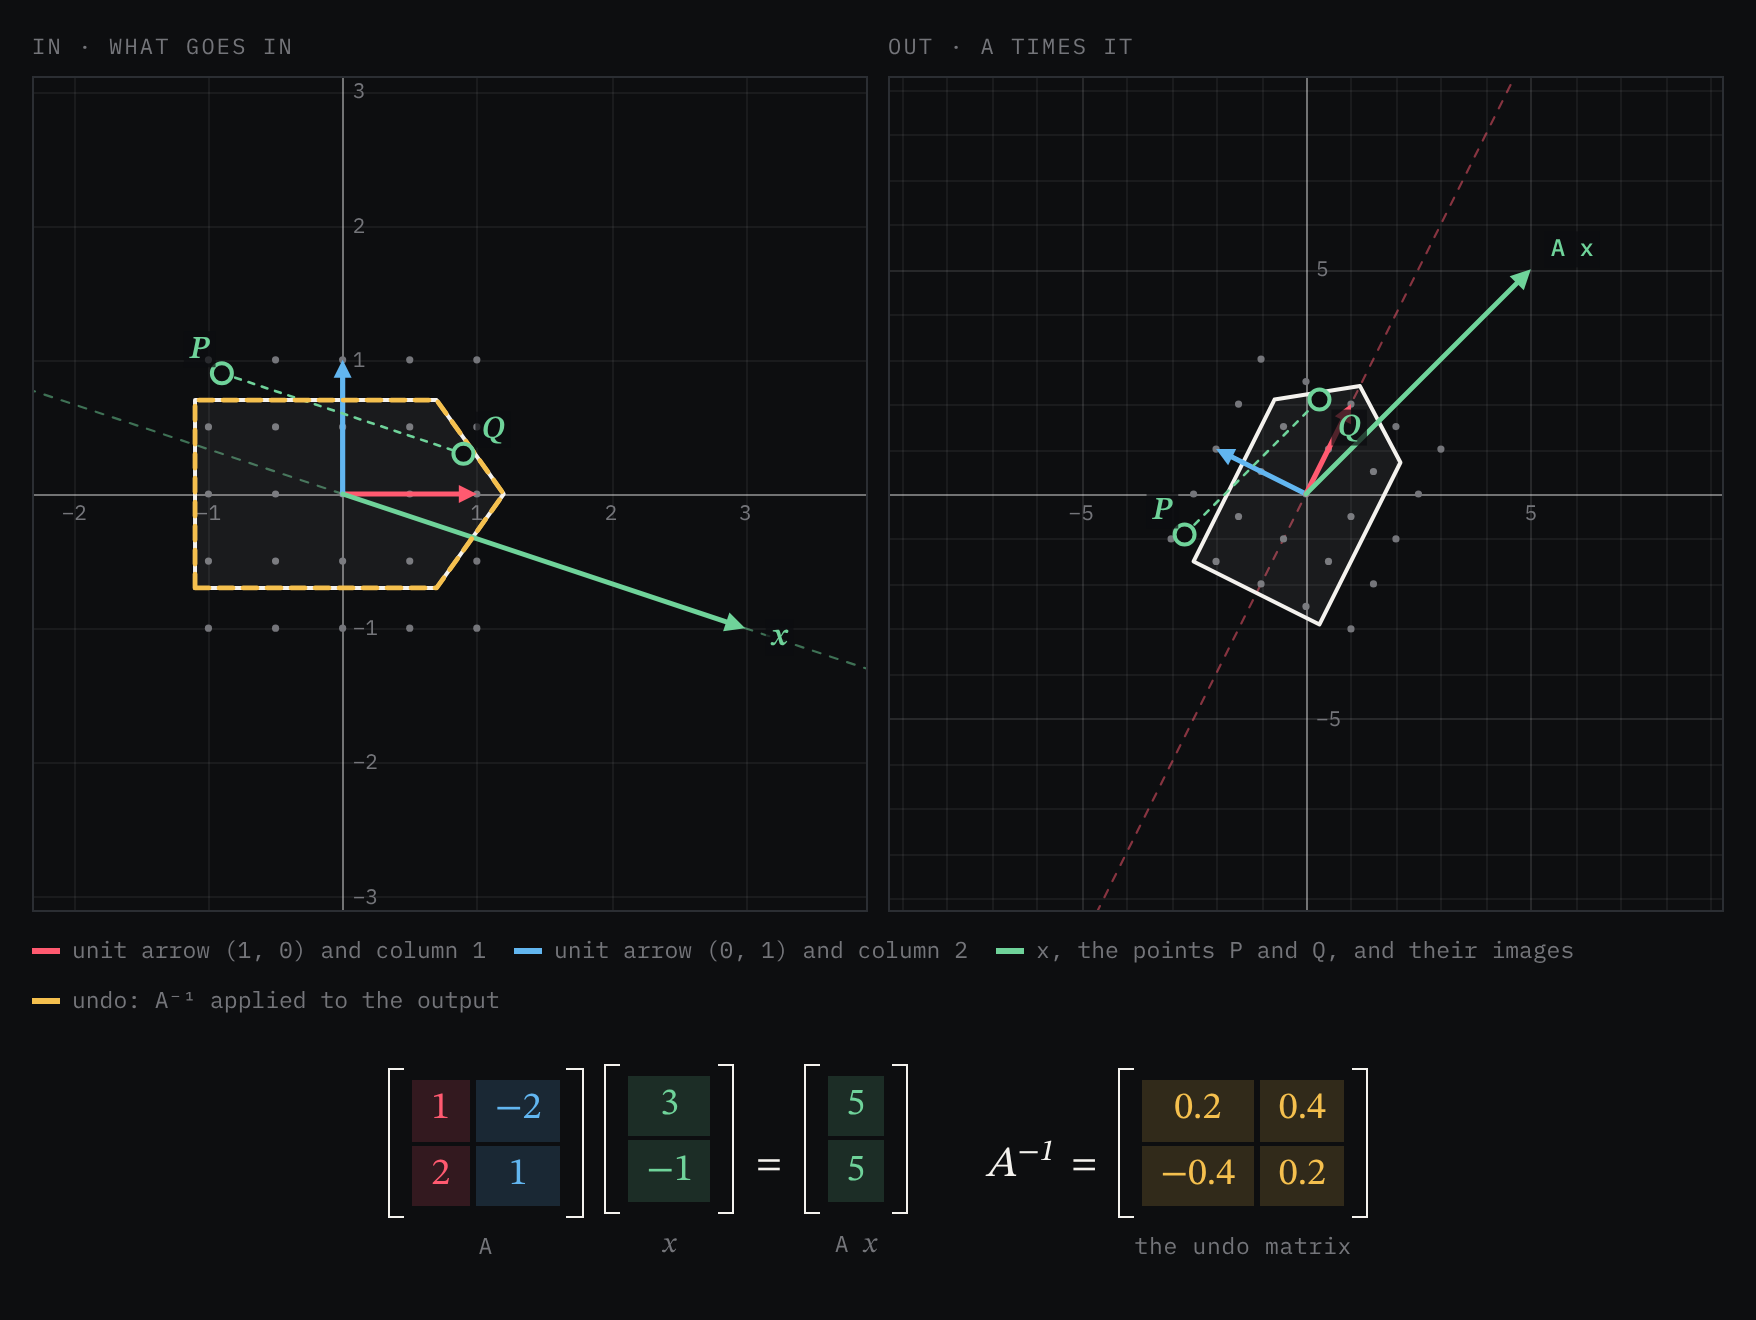 IN · WHAT GOES IN
OUT · A TIMES IT
3
2
1
−2
−1
1
2
3
−1
−2
−3
P
Q
x
5
−5
5
−5
A x
P
Q
unit arrow (1, 0) and column 1
unit arrow (0, 1) and column 2
x, the points P and Q, and their images
undo: A⁻¹ applied to the output
1 −2
2 1
3
−1
=
5
5
A⁻¹ =
0.2 0.4
−0.4 0.2
A
x
A x
the undo matrix